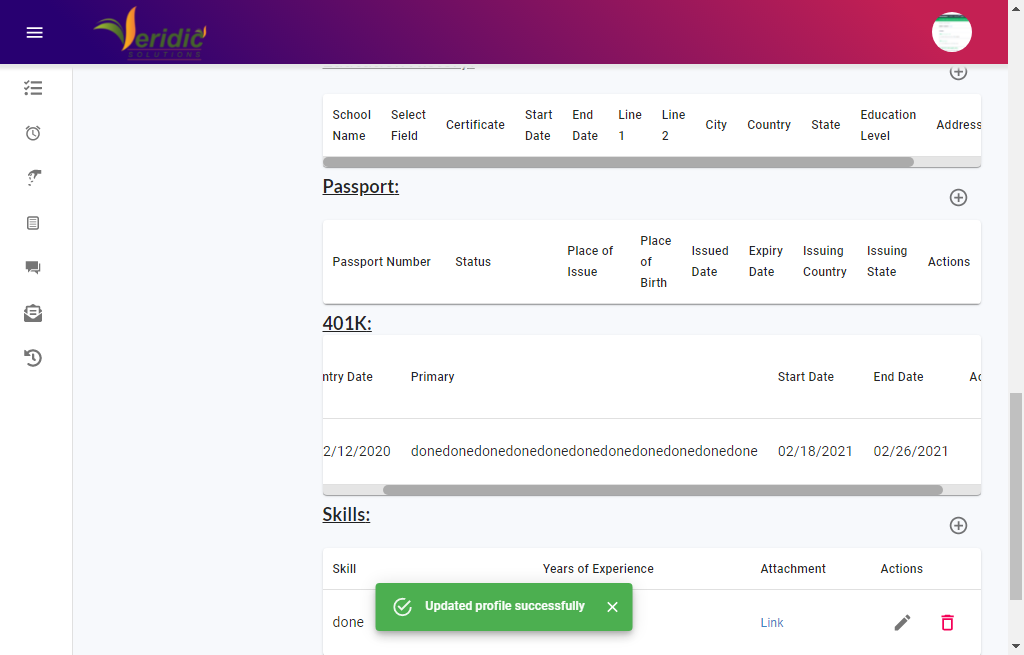 Veridic
SOLUTIONS
School Name
Select Field
Certificate
Start Date
End Date
Line 1
Line 2
City
Country
State
Education Level
Address
Passport:
Passport Number
Status
Place of Issue
Place of Birth
Issued Date
Expiry Date
Issuing Country
Issuing State
Actions
401K:
ntry Date
Primary
Start Date
End Date
2/12/2020
donedonedonedonedonedonedonedonedonedonedone
02/18/2021
02/26/2021
Skills:
Skill
Years of Experience
Attachment
Actions
done
Link
Updated profile successfully